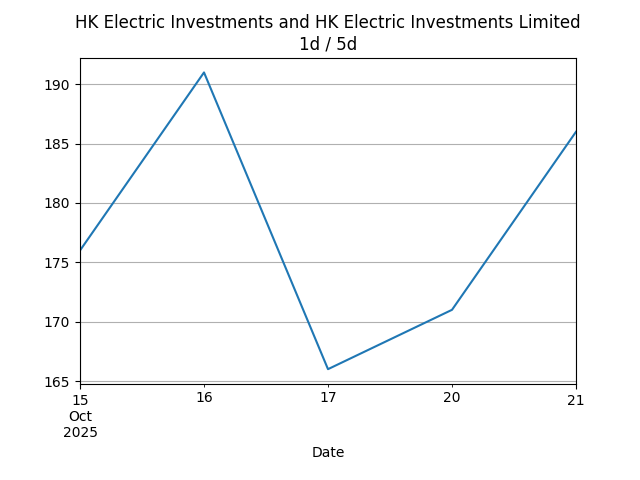 HK Electric Investments and HK Electric Investments Limited
1d / 5d
190
185
180
175
170
165
15 16 17 20 21
Oct
2025
Date